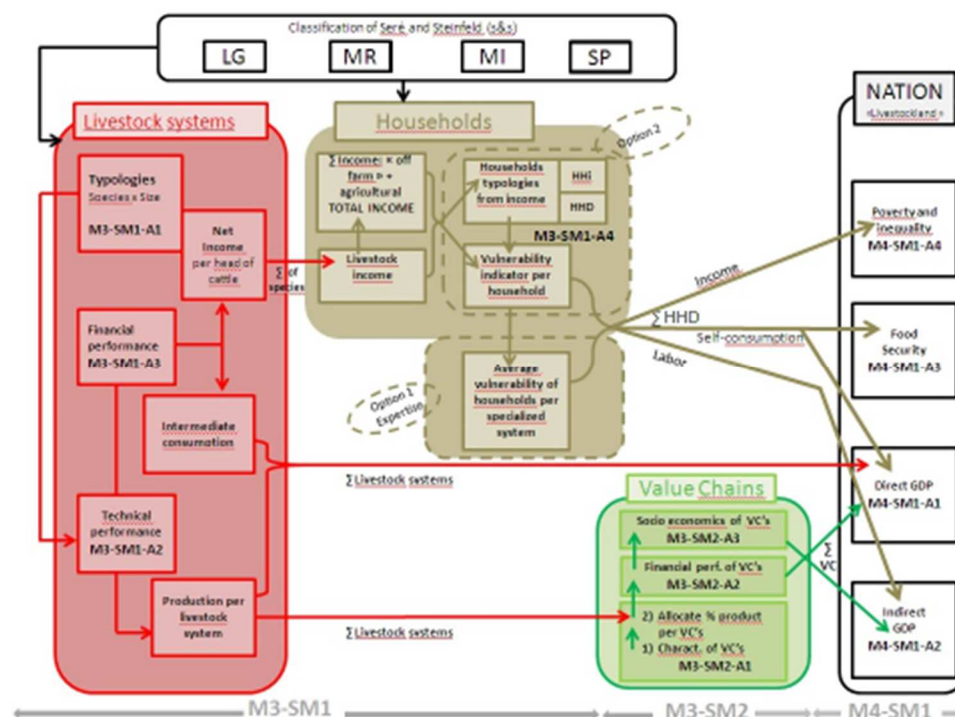 Classification of Seré and Steinfeld (s&s)
LG
MR
MI
SP
NATION
«Livestockland »
Livestock systems
Typologies
Species x Size
M3-SM1-A1
Net
Income
per head of
cattle
Financial
performance
M3-SM1-A3
Intermediate
consumotion
Technical
performance
M3-SM1-A2
Production per
livestock
system
Σ of
species
Households
Option 2
Σ Income: « off
farm » +
agricultural
TOTAL INCOME
Livestock
income
Households
typologies
from income
HHi
HHD
M3-SM1-A4
Vulnerability
indicator per
household
Option 1
Expertion
Average
vulnerability of
households per
specialized
system
Income
Σ HHD
Self-consumption
Labor
Σ Livestock systems
Σ Livestock systems
Value Chains
Socio economics of VC's
M3-SM2-A3
Financial perf. of VC's
M3-SM2-A2
2) Allocate % product
per VC's
1) Charact. of VC's
M3-SM2-A1
Σ
VC
Poverty and
inequality
M4-SM1-A4
Food
Security
M4-SM1-A3
Direct GDP
M4-SM1-A1
Indirect
GDP
M4-SM1-A2
M3-SM1
M3-SM2
M4-SM1